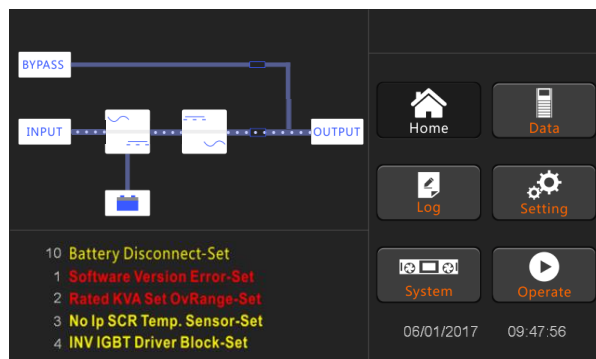 BYPASS
INPUT
OUTPUT
10 Battery Disconnect-Set
1 Software Version Error-Set
2 Rated KVA Set OvRange-Set
3 No Ip SCR Temp. Sensor-Set
4 INV IGBT Driver Block-Set
Home
Data
Log
Setting
System
Operate
06/01/2017 09:47:56